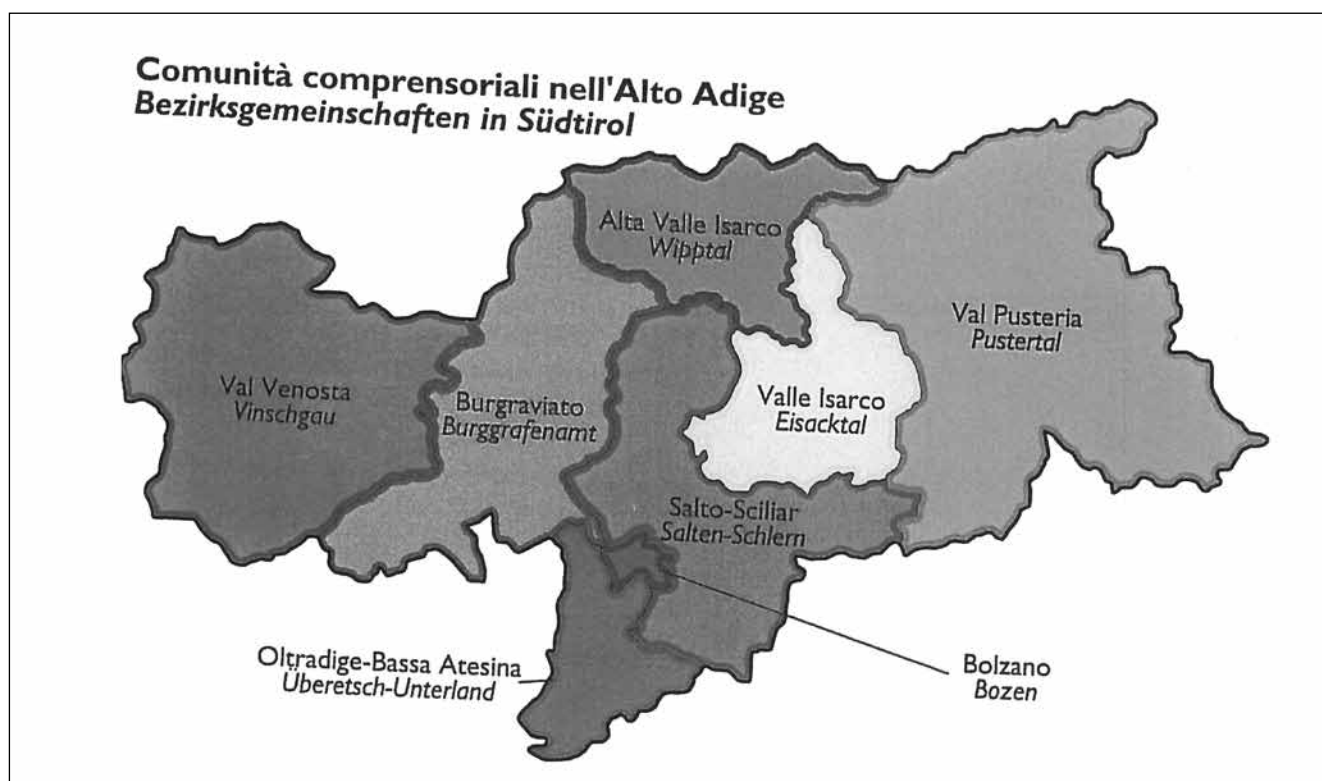 Comunità comprensoriali nell'Alto Adige
Bezirksgemeinschaften in Südtirol
Alta Valle Isarco
Wipptal
Val Pusteria
Pustertal
Val Venosta
Vinschgau
Burgraviato
Burggrafenamt
Valle Isarco
Eisacktal
Salto-Sciliar
Salten-Schlern
Oltradige-Bassa Atesina
Überetsch-Unterland
Bolzano
Bozen